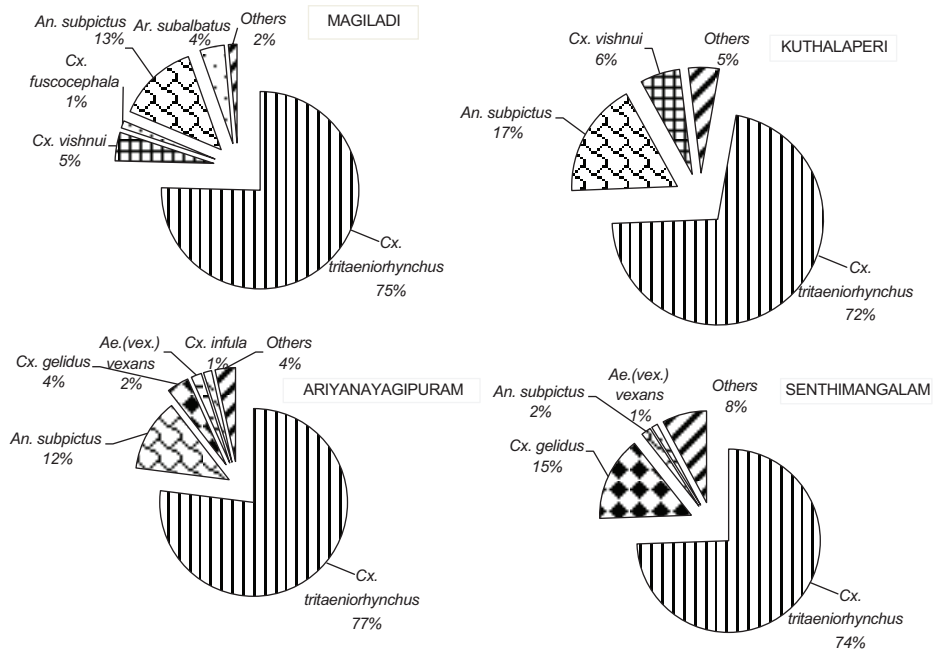 MAGILADI
An. subpictus
13%
Ar. subalbatus
4%
Others
2%
Cx.
fuscocephala
1%
Cx. vishnui
5%
Cx.
tritaeniorhynchus
75%
KUTHALAPERI
Cx. vishnui
6%
Others
5%
An. subpictus
17%
Cx.
tritaeniorhynchus
72%
ARIYANAYAGIPURAM
Ae.(vex.)
vexans
2%
Cx. infula
1%
Others
4%
Cx. gelidus
4%
An. subpictus
12%
Cx.
tritaeniorhynchus
77%
SENTHIMANGALAM
Ae.(vex.)
vexans
1%
Others
8%
An. subpictus
2%
Cx. gelidus
15%
Cx.
tritaeniorhynchus
74%